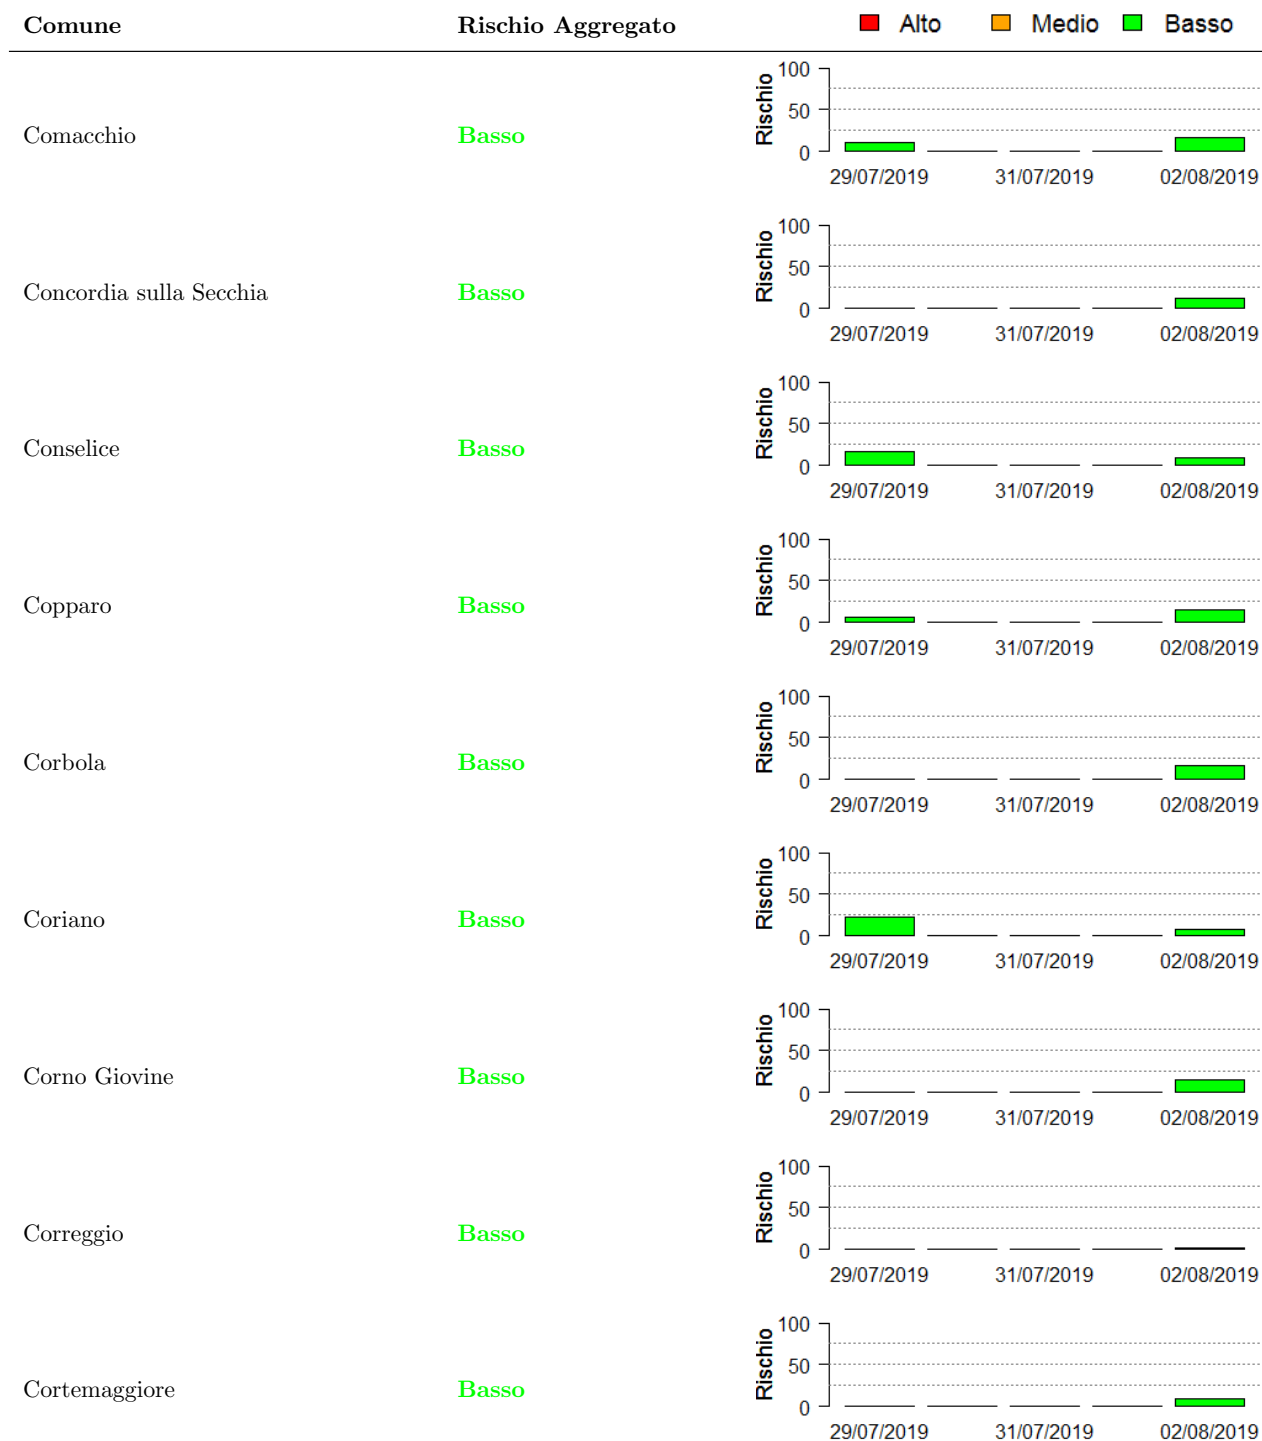 Comune Rischio Aggregato Alto Medio Basso
Comacchio Basso Rischio 100 50 0
29/07/2019 31/07/2019 02/08/2019
Concordia sulla Secchia Basso Rischio 100 50 0
29/07/2019 31/07/2019 02/08/2019
Conselice Basso Rischio 100 50 0
29/07/2019 31/07/2019 02/08/2019
Copparo Basso Rischio 100 50 0
29/07/2019 31/07/2019 02/08/2019
Corbola Basso Rischio 100 50 0
29/07/2019 31/07/2019 02/08/2019
Coriano Basso Rischio 100 50 0
29/07/2019 31/07/2019 02/08/2019
Corno Giovine Basso Rischio 100 50 0
29/07/2019 31/07/2019 02/08/2019
Correggio Basso Rischio 100 50 0
29/07/2019 31/07/2019 02/08/2019
Cortemaggiore Basso Rischio 100 50 0
29/07/2019 31/07/2019 02/08/2019